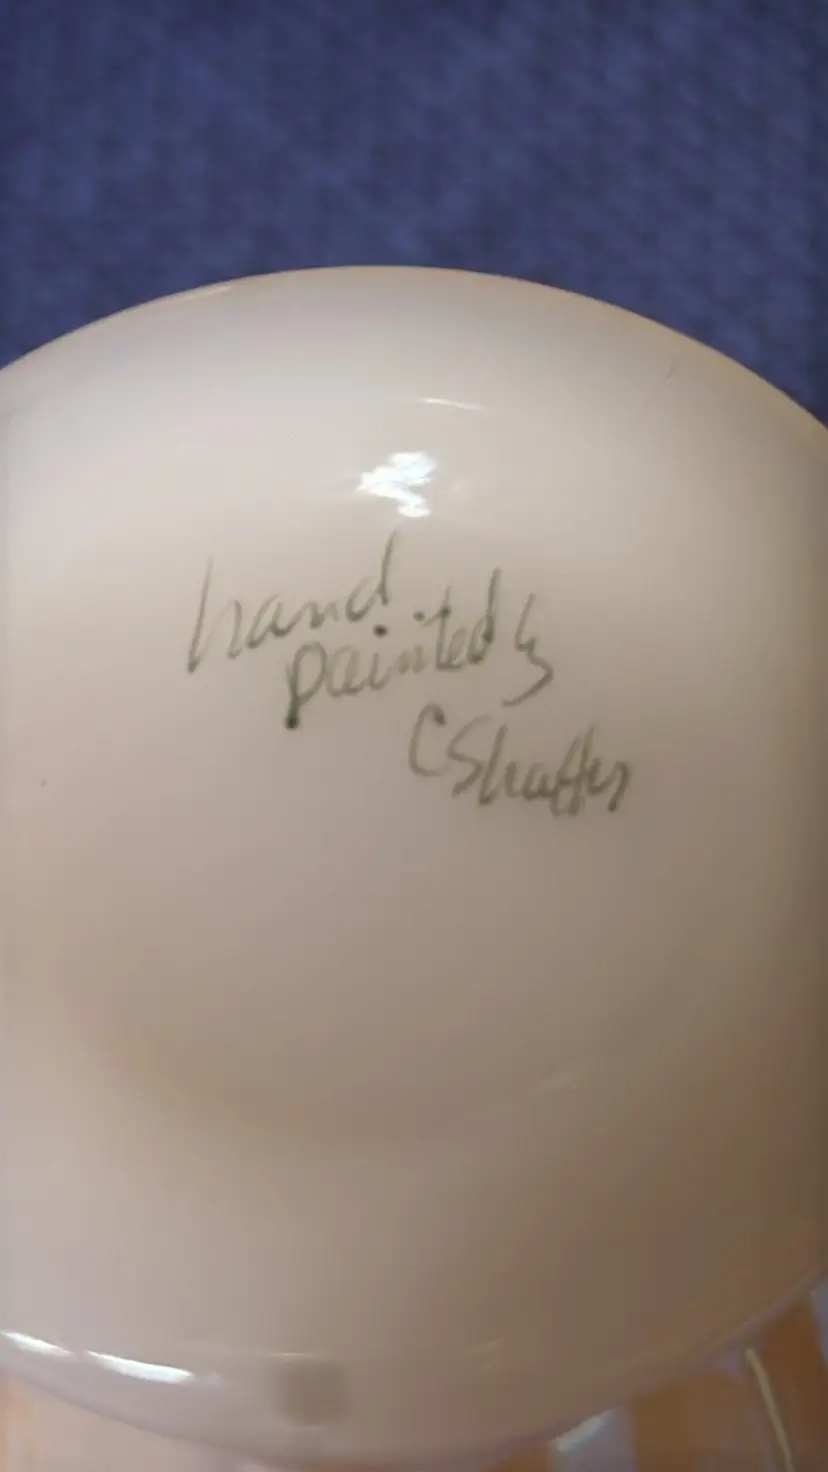 hand
painted by
C Shaffer